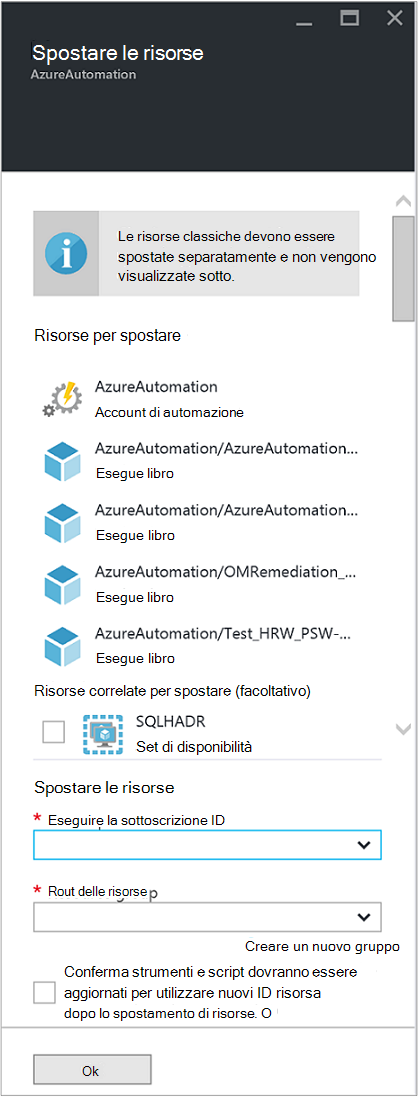 Spostare le risorse
AzureAutomation
Le risorse classiche devono essere
spostate separatamente e non vengono
visualizzate sotto.
Risorse per spostare
AzureAutomation
Account di automazione
AzureAutomation/AzureAutomation...
Esegue libro
AzureAutomation/AzureAutomation...
Esegue libro
AzureAutomation/OMRemediation_...
Esegue libro
AzureAutomation/Test_HRW_PSW-...
Esegue libro
Risorse correlate per spostare (facoltativo)
SQLHADR
Set di disponibilità
Spostare le risorse
* Eseguire la sottoscrizione ID
* Rout delle risorse
Creare un nuovo gruppo
Conferma strumenti e script dovranno essere
aggiornati per utilizzare nuovi ID risorsa
dopo lo spostamento di risorse. O
Ok